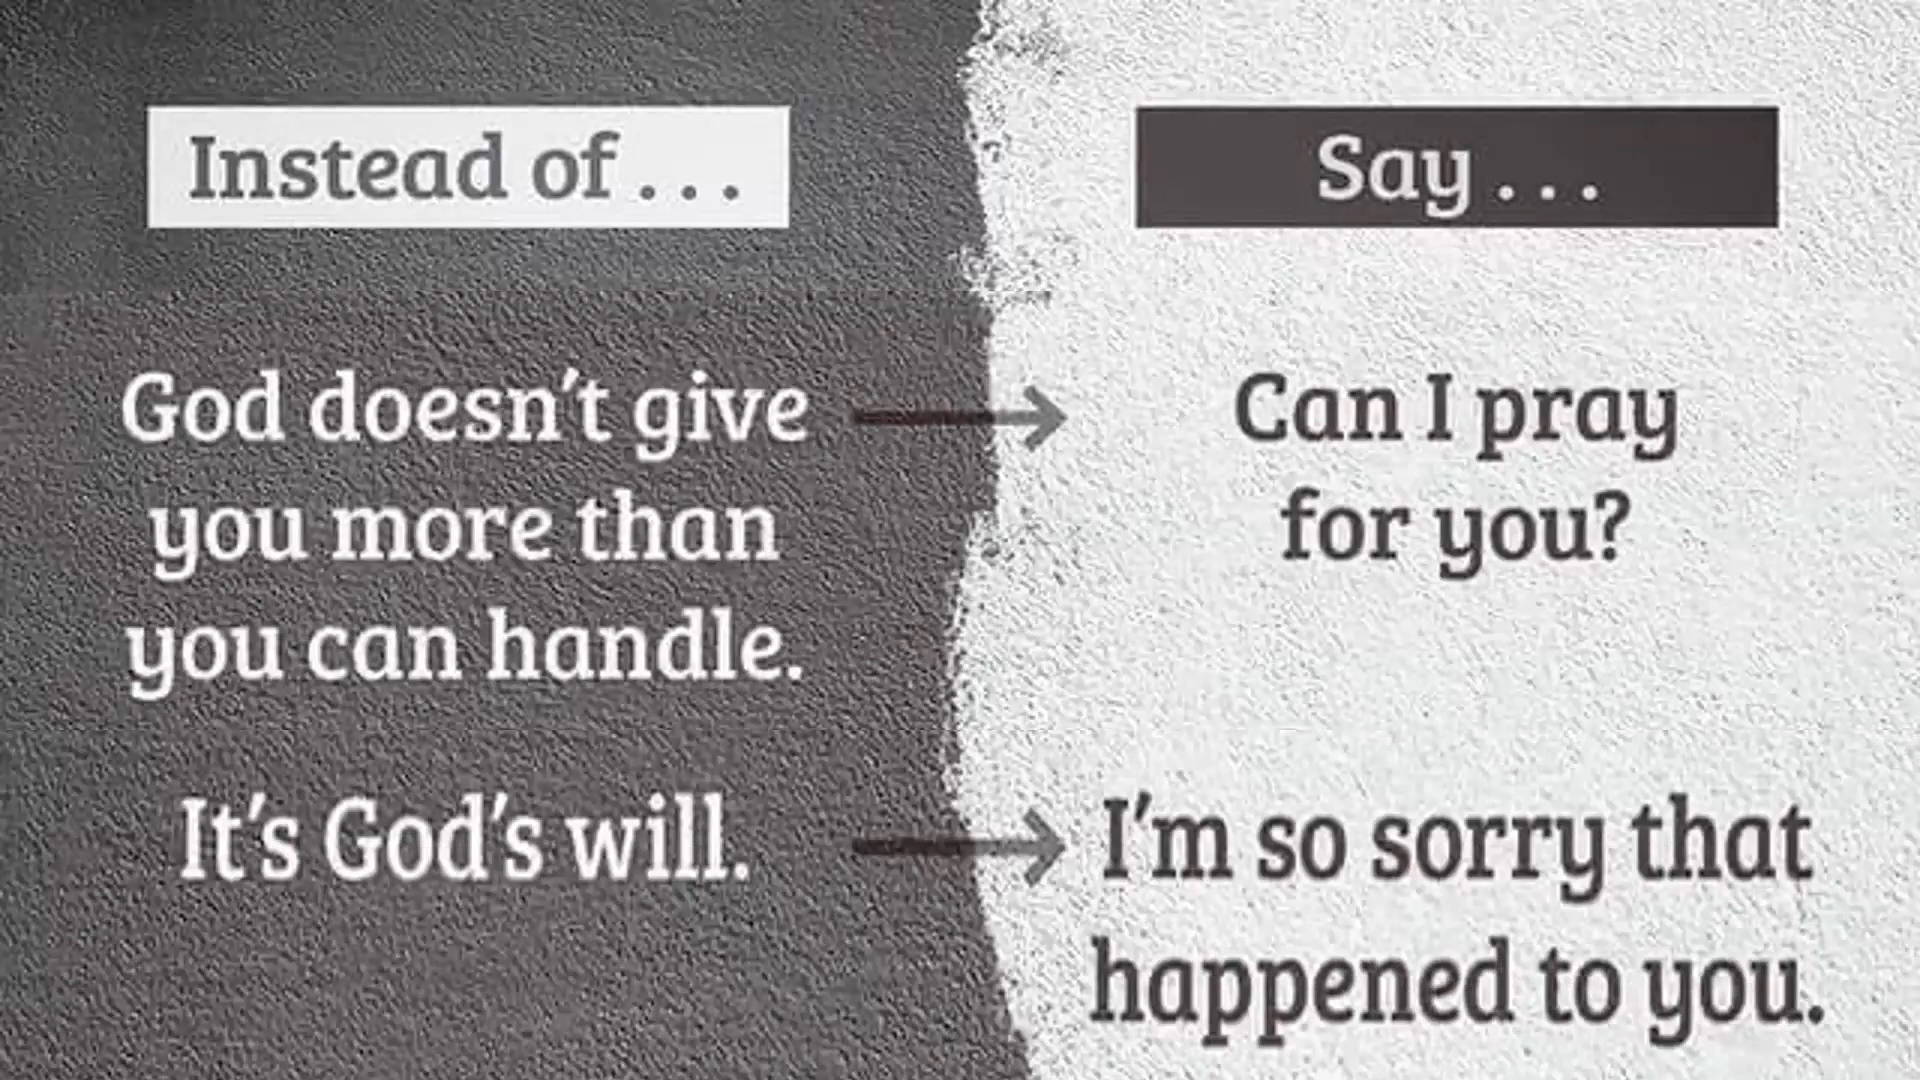 Instead of . . .
Say . . .
God doesn't give
you more than
you can handle.
Can I pray
for you?
It's God's will.
I'm so sorry that
happened to you.